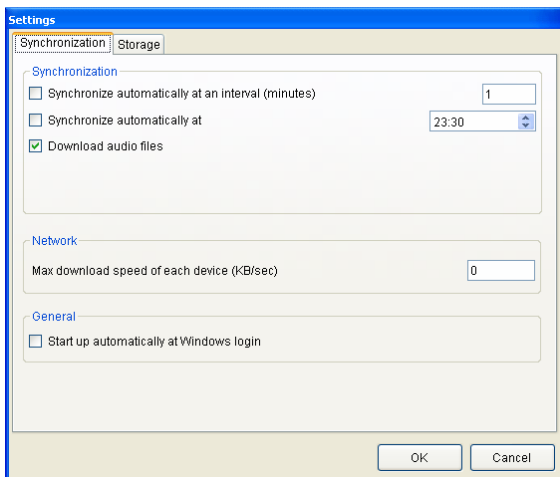 Settings
Synchronization Storage
Synchronization
Synchronize automatically at an interval (minutes) 1
Synchronize automatically at 23:30
Download audio files
Network
Max download speed of each device (KB/sec) 0
General
Start up automatically at Windows login
OK Cancel